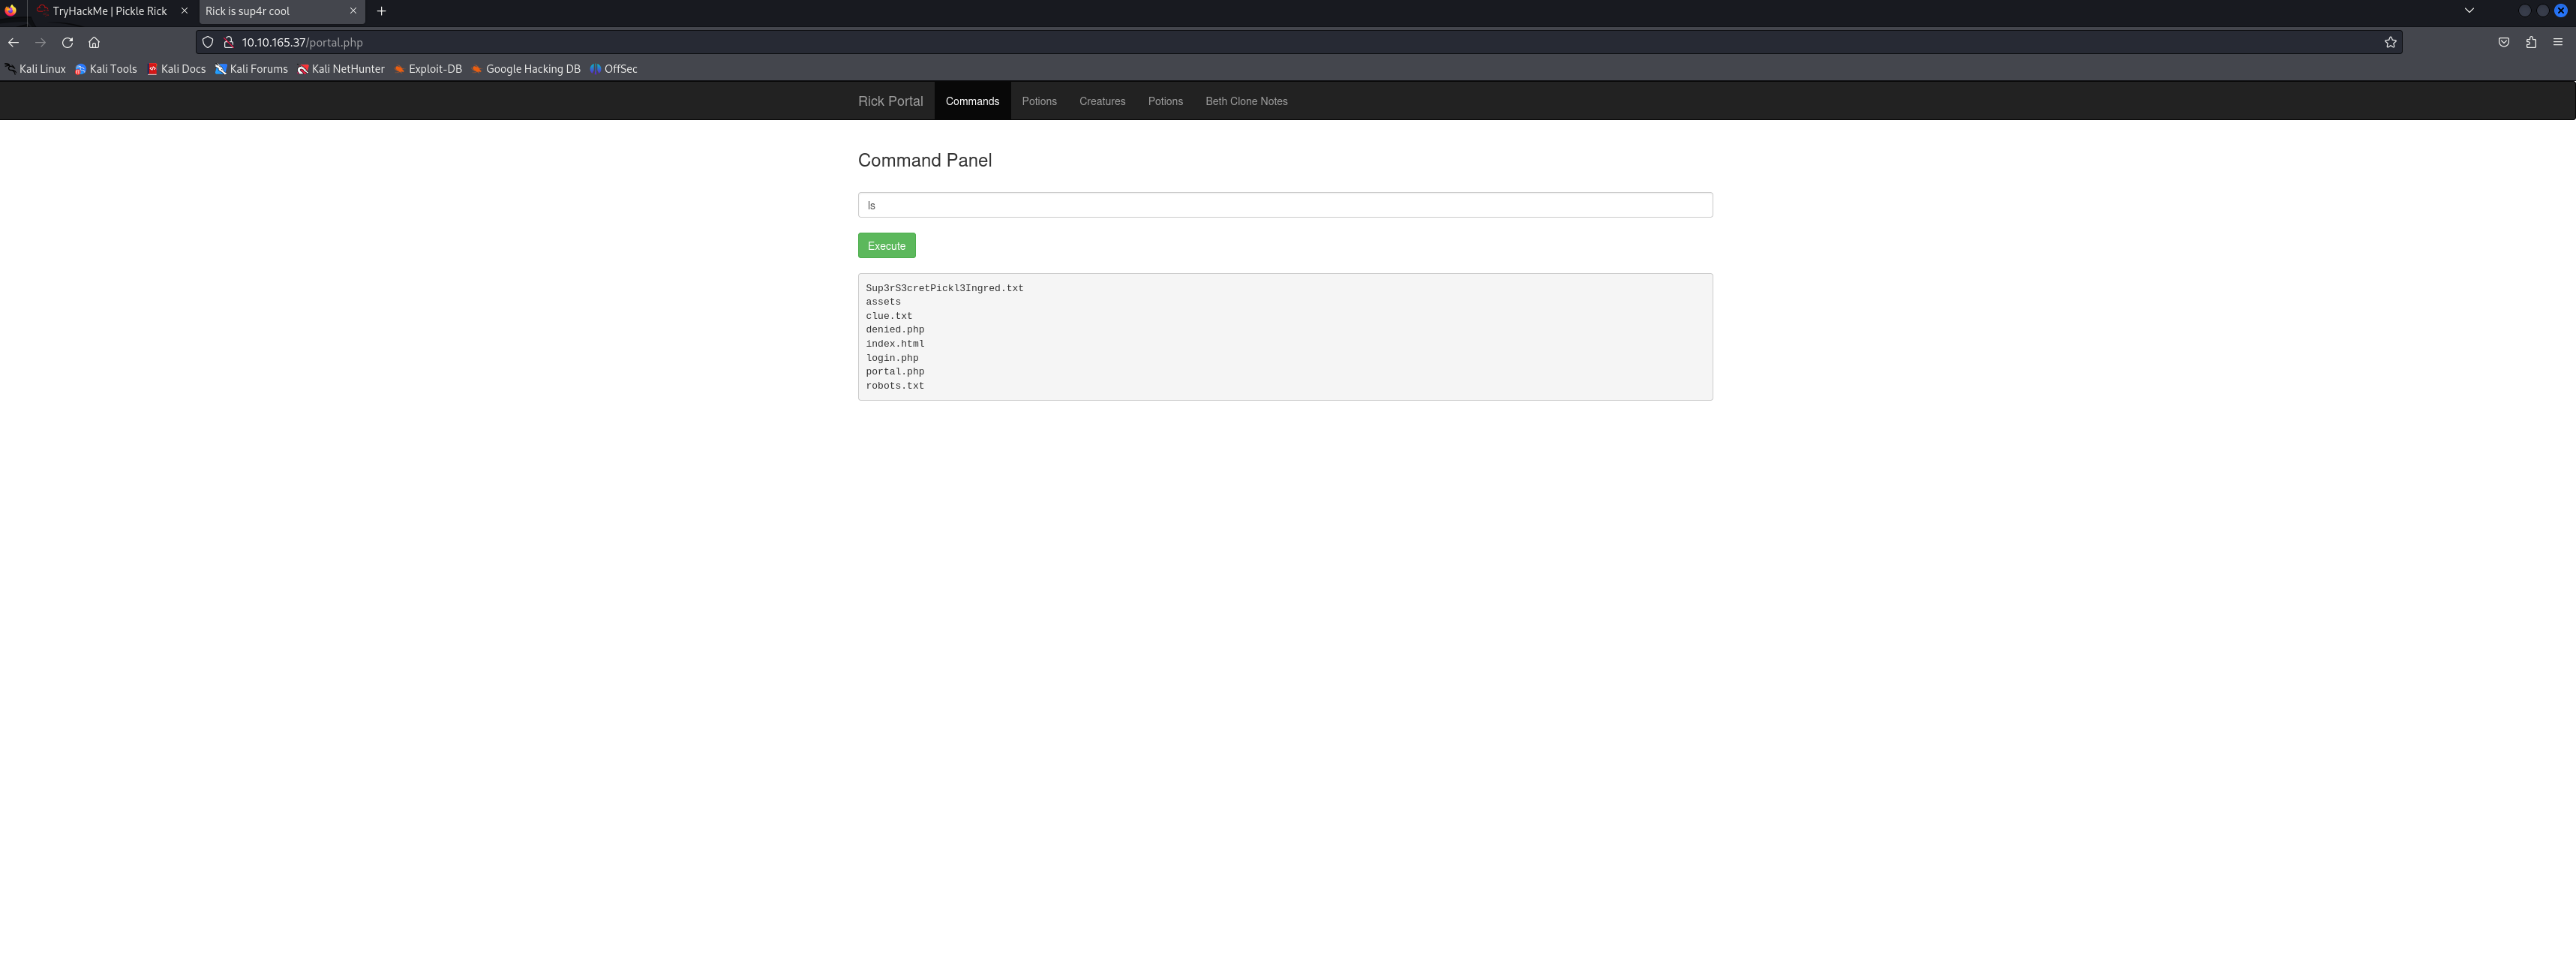 TryHackMe | Pickle Rick
Rick is sup4r cool
10.10.165.37/portal.php
Kali Linux Kali Tools Kali Docs Kali Forums Kali NetHunter Exploit-DB Google Hacking DB OffSec
Rick Portal Commands Potions Creatures Potions Beth Clone Notes
Command Panel
ls
Execute
Sup3rS3cretPickl3Ingred.txt
assets
clue.txt
denied.php
index.html
login.php
portal.php
robots.txt